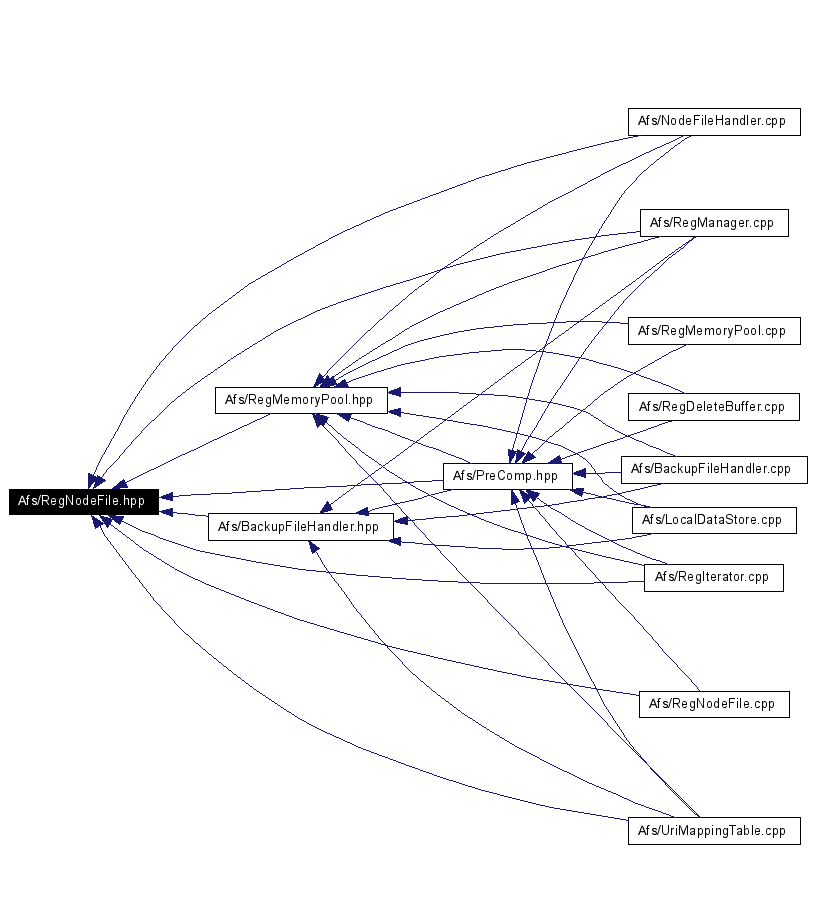 Afs/NodeFileHandler.cpp
Afs/RegManager.cpp
Afs/RegMemoryPool.cpp
Afs/RegMemoryPool.hpp
Afs/RegDeleteBuffer.cpp
Afs/BackupFileHandler.cpp
Afs/PreComp.hpp
Afs/RegNodeFile.hpp
Afs/LocalDataStore.cpp
Afs/BackupFileHandler.hpp
Afs/RegIterator.cpp
Afs/RegNodeFile.cpp
Afs/UriMappingTable.cpp